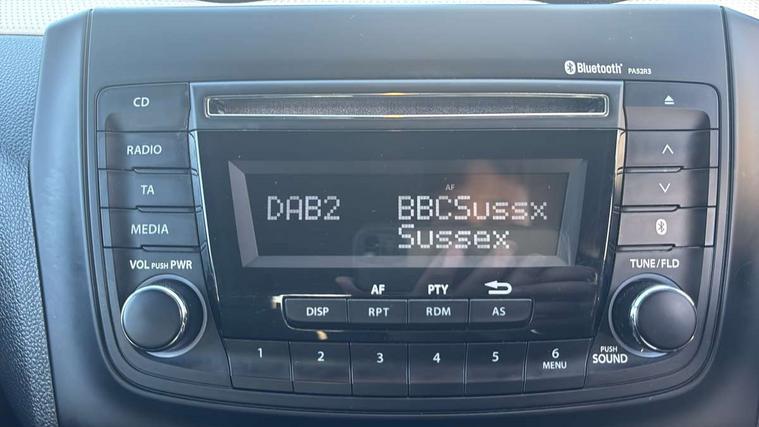 Bluetooth® PA52R3
CD
RADIO
TA
MEDIA
VOL PUSH PWR
AF
DAB2 BBCSussx
Sussex
TUNE/FLD
AF PTY
DISP RPT RDM AS
1 2 3 4 5 6
MENU
PUSH
SOUND